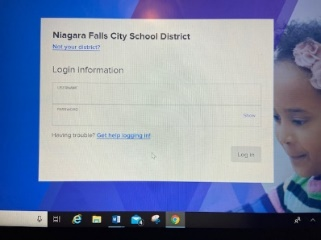 Niagara Falls City School District
Not your district?
Login information
Username
Password
Show
Having trouble? Get help logging in!
Log in